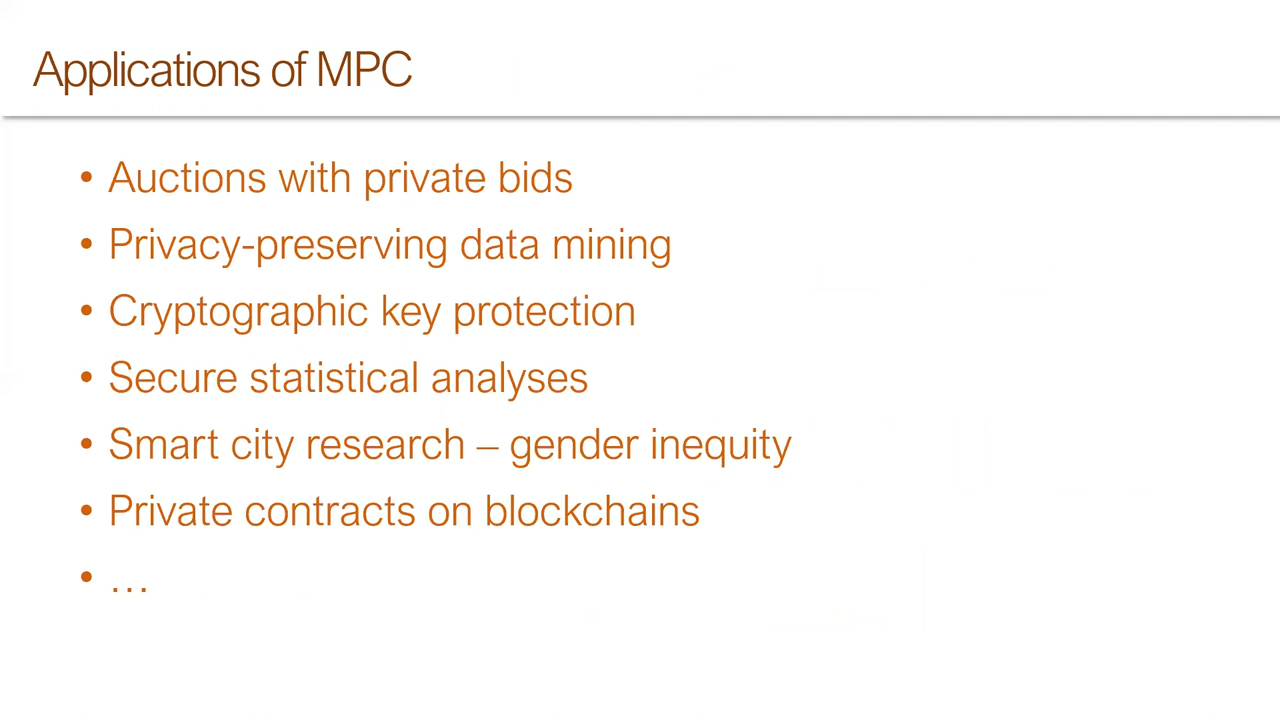 Applications of MPC
• Auctions with private bids
• Privacy-preserving data mining
• Cryptographic key protection
• Secure statistical analyses
• Smart city research – gender inequity
• Private contracts on blockchains
• …